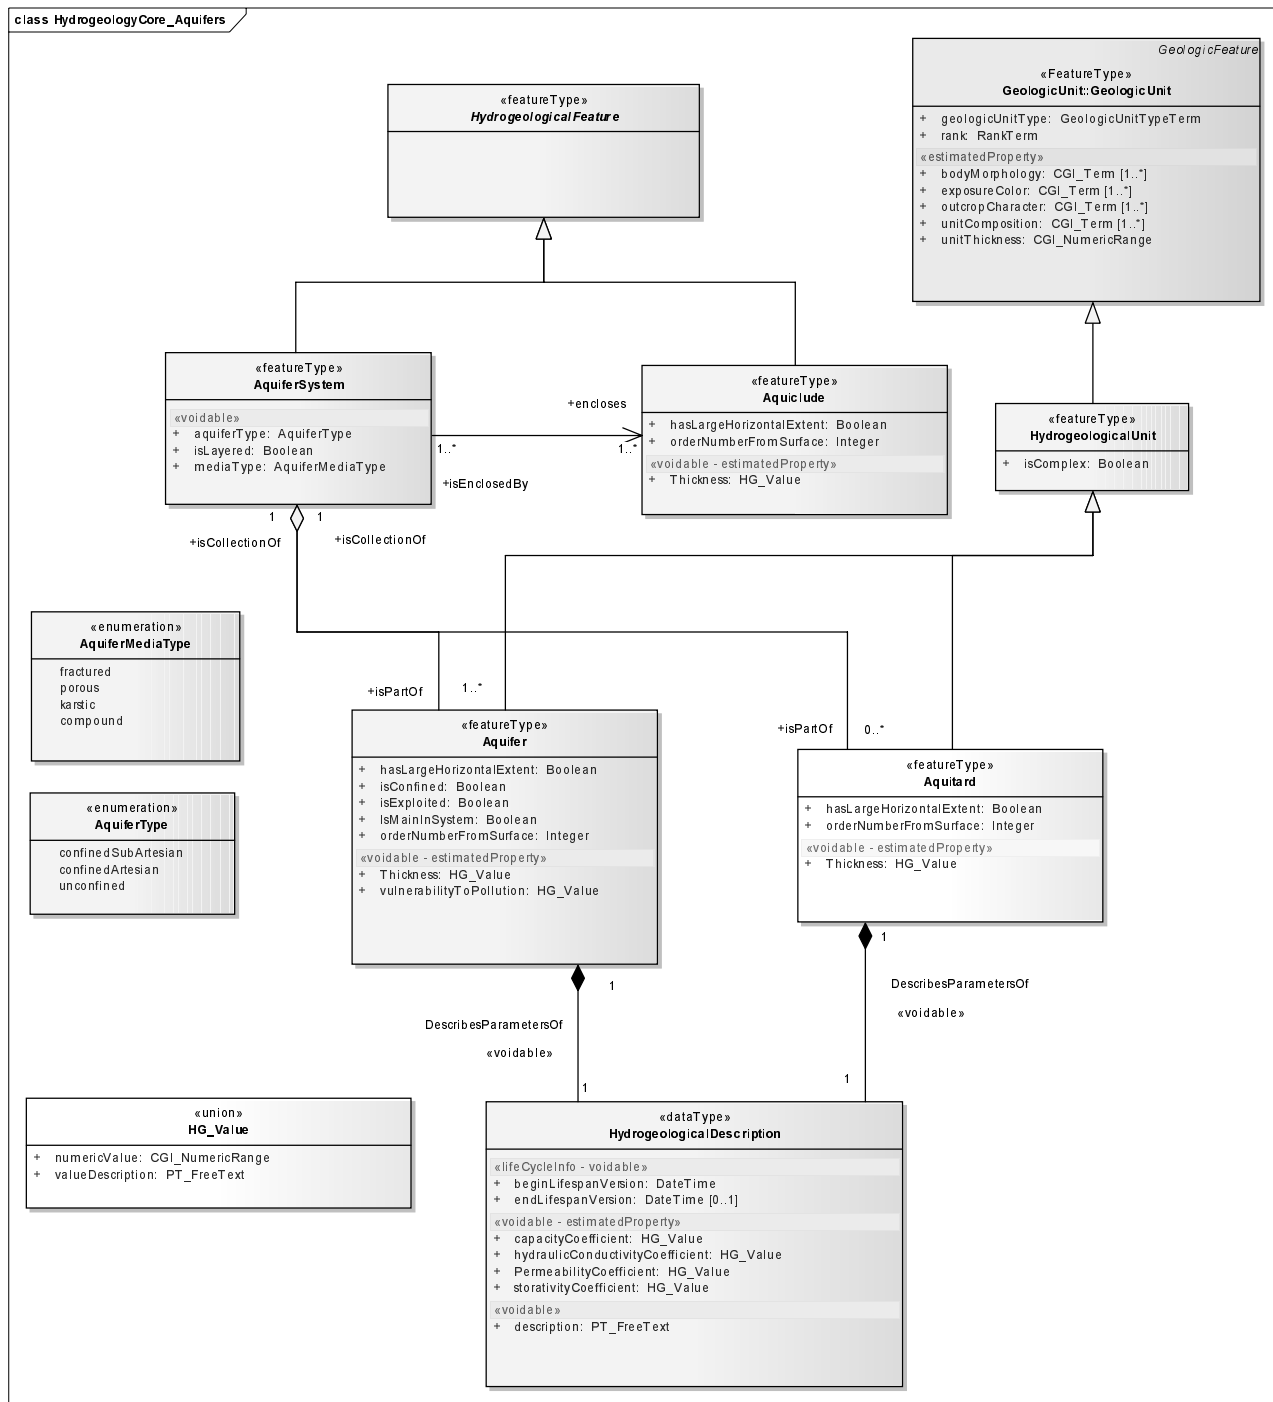 class HydrogeologyCore_Aquifers
«featureType»
HydrogeologicalFeature
GeologicFeature
«FeatureType»
GeologicUnit::GeologicUnit
+ geologicUnitType: GeologicUnitTypeTerm
+ rank: RankTerm
«estimatedProperty»
+ bodyMorphology: CGI_Term [1..*]
+ exposureColor: CGI_Term [1..*]
+ outcropCharacter: CGI_Term [1..*]
+ unitComposition: CGI_Term [1..*]
+ unitThickness: CGI_NumericRange
«featureType»
AquiferSystem
«voidable»
+ aquiferType: AquiferType
+ isLayered: Boolean
+ mediaType: AquiferMediaType
+encloses
1..*
1..*
+isEnclosedBy
«featureType»
Aquiclude
+ hasLargeHorizontalExtent: Boolean
+ orderNumberFromSurface: Integer
«voidable - estimatedProperty»
+ Thickness: HG_Value
«featureType»
HydrogeologicalUnit
+ isComplex: Boolean
1
1
+isCollectionOf
+isCollectionOf
«enumeration»
AquiferMediaType
fractured
porous
karstic
compound
+isPartOf
1..*
+isPartOf
0..*
«featureType»
Aquifer
+ hasLargeHorizontalExtent: Boolean
+ isConfined: Boolean
+ isExploited: Boolean
+ IsMainInSystem: Boolean
+ orderNumberFromSurface: Integer
«voidable - estimatedProperty»
+ Thickness: HG_Value
+ vulnerabilityToPollution: HG_Value
«featureType»
Aquitard
+ hasLargeHorizontalExtent: Boolean
+ orderNumberFromSurface: Integer
«voidable - estimatedProperty»
+ Thickness: HG_Value
«enumeration»
AquiferType
confinedSubArtesian
confinedArtesian
unconfined
1
DescribesParametersOf
«voidable»
1
1
DescribesParametersOf
«voidable»
1
«union»
HG_Value
+ numericValue: CGI_NumericRange
+ valueDescription: PT_FreeText
«dataType»
HydrogeologicalDescription
«lifeCycleInfo - voidable»
+ beginLifespanVersion: DateTime
+ endLifespanVersion: DateTime [0..1]
«voidable - estimatedProperty»
+ capacityCoefficient: HG_Value
+ hydraulicConductivityCoefficient: HG_Value
+ PermeabilityCoefficient: HG_Value
+ storativityCoefficient: HG_Value
«voidable»
+ description: PT_FreeText